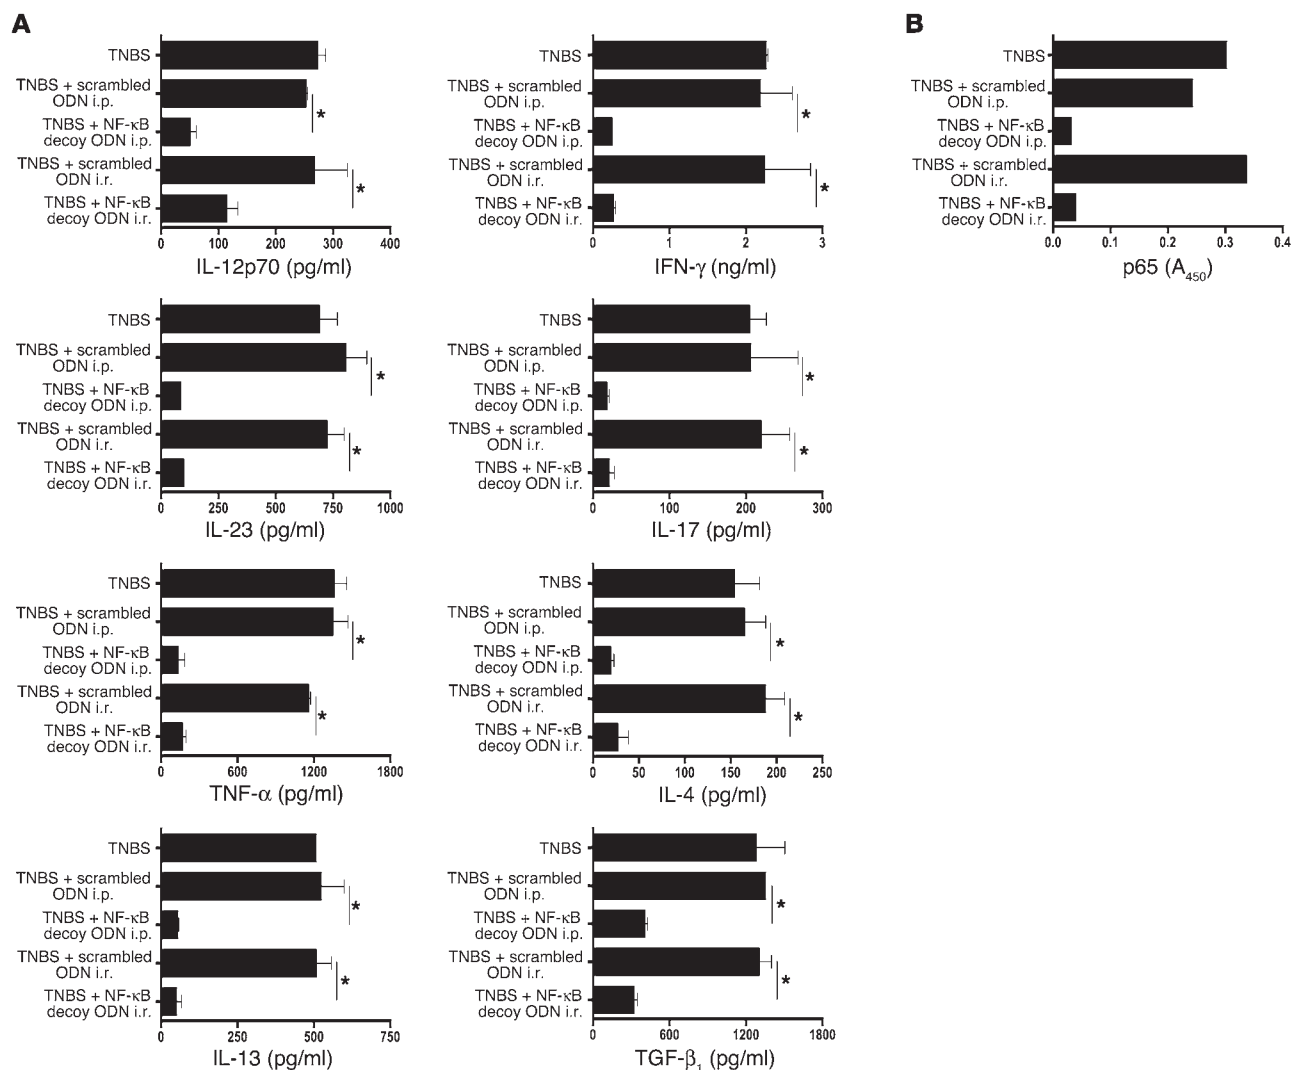 A
TNBS
TNBS + scrambled
ODN i.p.
TNBS + NF-κB
decoy ODN i.p.
TNBS + scrambled
ODN i.r.
TNBS + NF-κB
decoy ODN i.r.
*
*
0 100 200 300 400
IL-12p70 (pg/ml)
TNBS
TNBS + scrambled
ODN i.p.
TNBS + NF-κB
decoy ODN i.p.
TNBS + scrambled
ODN i.r.
TNBS + NF-κB
decoy ODN i.r.
*
*
0 1 2 3
IFN-γ (ng/ml)
B
TNBS
TNBS + scrambled
ODN i.p.
TNBS + NF-κB
decoy ODN i.p.
TNBS + scrambled
ODN i.r.
TNBS + NF-κB
decoy ODN i.r.
0.0 0.1 0.2 0.3 0.4
p65 (A450)
TNBS
TNBS + scrambled
ODN i.p.
TNBS + NF-κB
decoy ODN i.p.
TNBS + scrambled
ODN i.r.
TNBS + NF-κB
decoy ODN i.r.
*
*
0 250 500 750 1000
IL-23 (pg/ml)
TNBS
TNBS + scrambled
ODN i.p.
TNBS + NF-κB
decoy ODN i.p.
TNBS + scrambled
ODN i.r.
TNBS + NF-κB
decoy ODN i.r.
*
*
0 100 200 300
IL-17 (pg/ml)
TNBS
TNBS + scrambled
ODN i.p.
TNBS + NF-κB
decoy ODN i.p.
TNBS + scrambled
ODN i.r.
TNBS + NF-κB
decoy ODN i.r.
*
*
0 600 1200 1800
TNF-α (pg/ml)
TNBS
TNBS + scrambled
ODN i.p.
TNBS + NF-κB
decoy ODN i.p.
TNBS + scrambled
ODN i.r.
TNBS + NF-κB
decoy ODN i.r.
*
*
0 50 100 150 200 250
IL-4 (pg/ml)
TNBS
TNBS + scrambled
ODN i.p.
TNBS + NF-κB
decoy ODN i.p.
TNBS + scrambled
ODN i.r.
TNBS + NF-κB
decoy ODN i.r.
*
*
0 250 500 750
IL-13 (pg/ml)
TNBS
TNBS + scrambled
ODN i.p.
TNBS + NF-κB
decoy ODN i.p.
TNBS + scrambled
ODN i.r.
TNBS + NF-κB
decoy ODN i.r.
*
*
0 600 1200 1800
TGF-β1 (pg/ml)